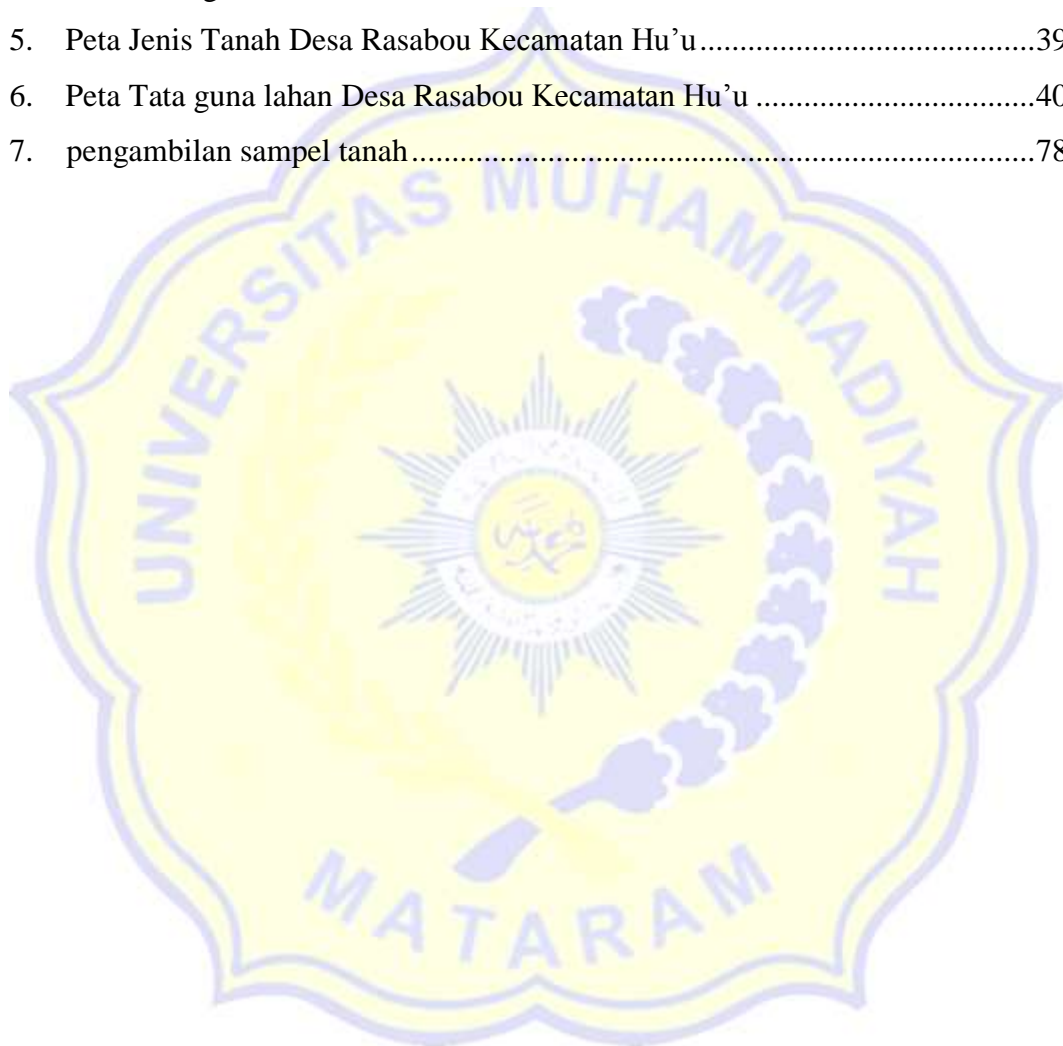 5. Peta Jenis Tanah Desa Rasabou Kecamatan Hu’u....................................39
6. Peta Tata guna lahan Desa Rasabou Kecamatan Hu’u ..................................40
7. pengambilan sampel tanah.............................................................................78
UNIVERSITAS MUHAMMADIYAH
MATARAM